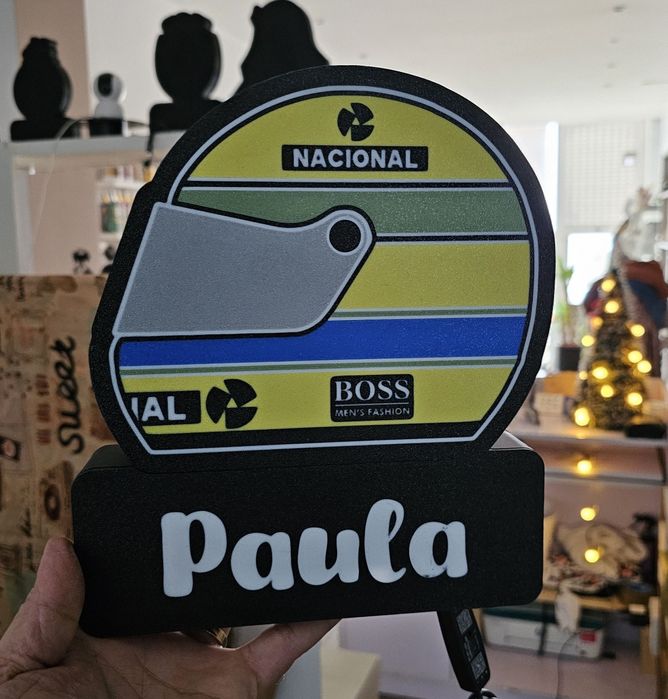 NACIONAL
sweet
IAL
BOSS
MEN'S FASHION
Paula